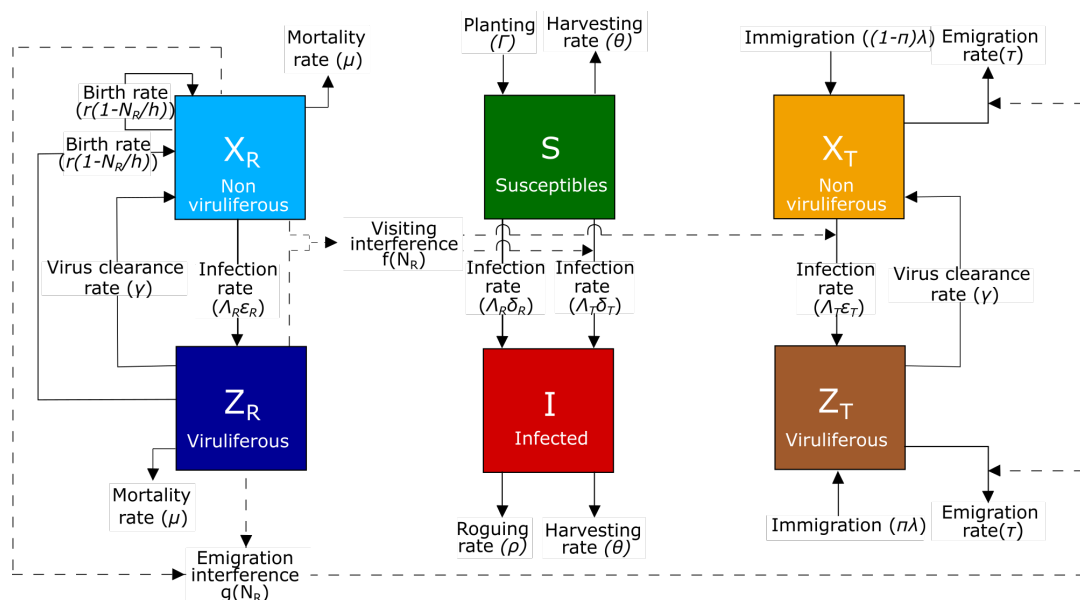 Mortality
rate (μ)
Birth rate
(r(1-N_R/h))
Birth rate
(r(1-N_R/h))
X_R
Non
viruliferous
Virus clearance
rate (γ)
Infection
rate
(Λ_Rε_R)
Z_R
Viruliferous
Mortality
rate (μ)
Emigration
interference
g(N_R)
Visiting
interference
f(N_R)
Planting
(Γ)
Harvesting
rate (θ)
S
Susceptibles
Infection
rate
(Λ_Rδ_R)
Infection
rate
(Λ_Tδ_T)
I
Infected
Roguing
rate (ρ)
Harvesting
rate (θ)
Immigration ((1-π)λ)
Emigration
rate(τ)
X_T
Non
viruliferous
Infection
rate
(Λ_Tε_T)
Virus clearance
rate (γ)
Z_T
Viruliferous
Immigration (πλ)
Emigration
rate(τ)